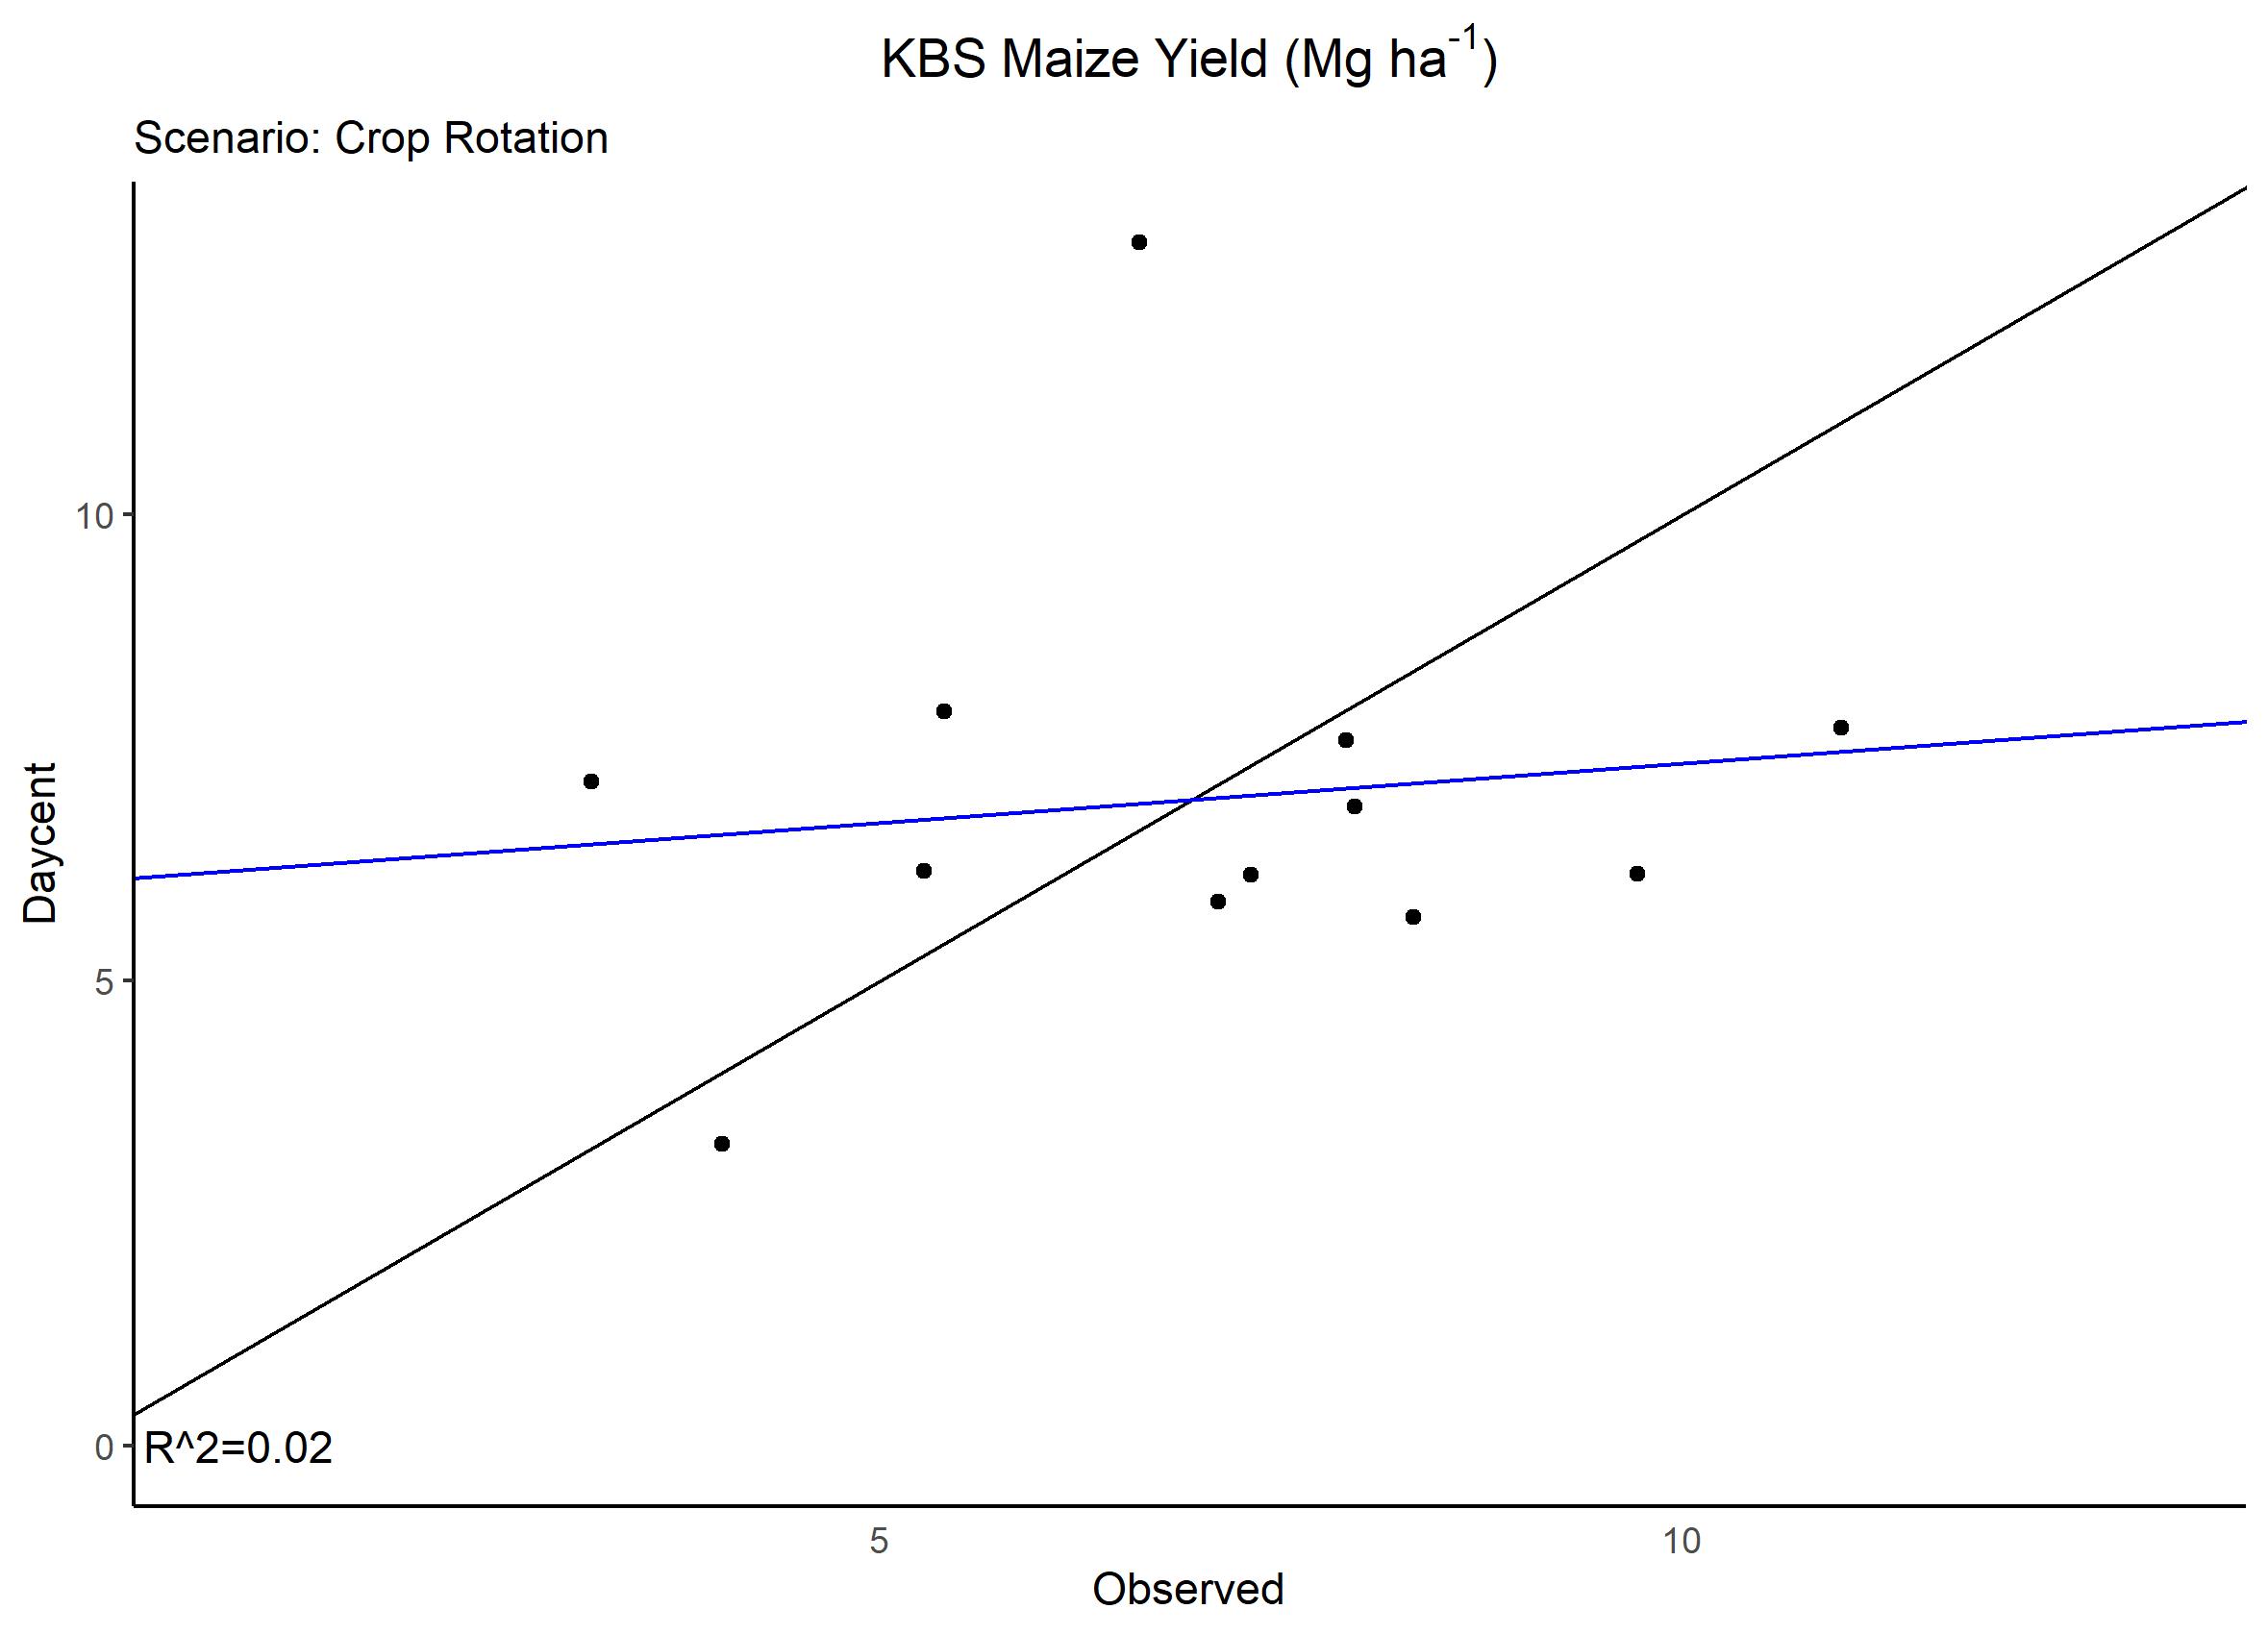 KBS Maize Yield (Mg ha⁻¹)
Scenario: Crop Rotation
10
5
0
Daycent
R^2=0.02
5
10
Observed